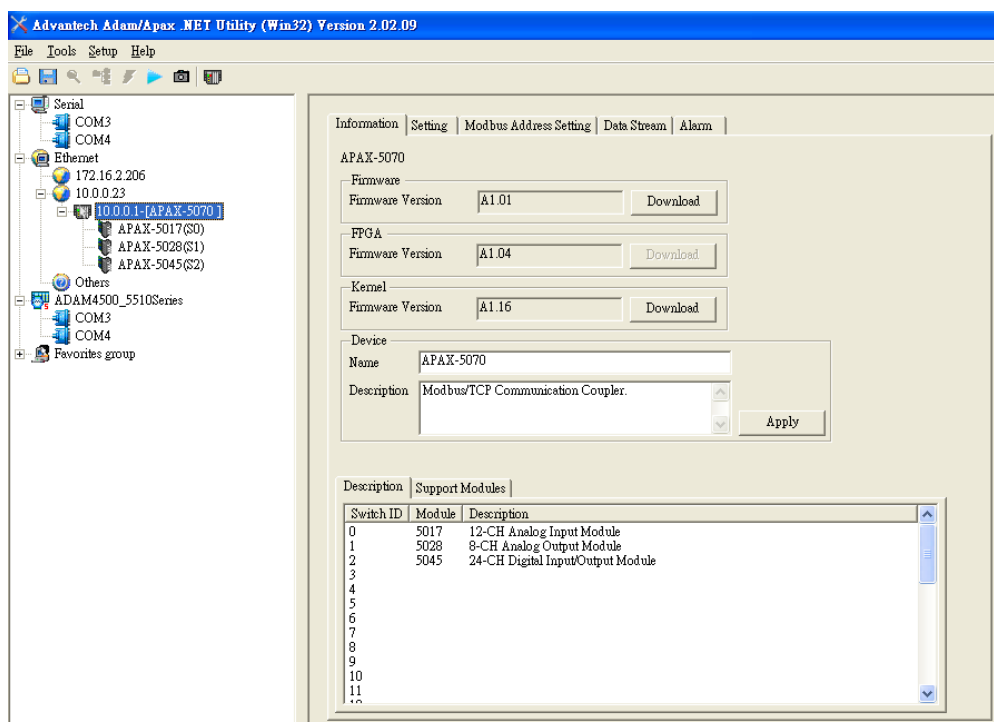 Advantech Adam/Apax .NET Utility (Win32) Version 2.02.09
File Tools Setup Help
Serial
COM3
COM4
Ethernet
172.16.2.206
10.0.0.23
10.0.0.1-[APAX-5070 ]
APAX-5017(S0)
APAX-5028(S1)
APAX-5045(S2)
Others
ADAM4500_5510Series
COM3
COM4
Favorites group
Information Setting Modbus Address Setting Data Stream Alarm
APAX-5070
Firmware
Firmware Version A1.01 Download
FPGA
Firmware Version A1.04 Download
Kernel
Firmware Version A1.16 Download
Device
Name APAX-5070
Description Modbus/TCP Communication Coupler.
Apply
Description Support Modules
Switch ID Module Description
0 5017 12-CH Analog Input Module
1 5028 8-CH Analog Output Module
2 5045 24-CH Digital Input/Output Module
3
4
5
6
7
8
9
10
11